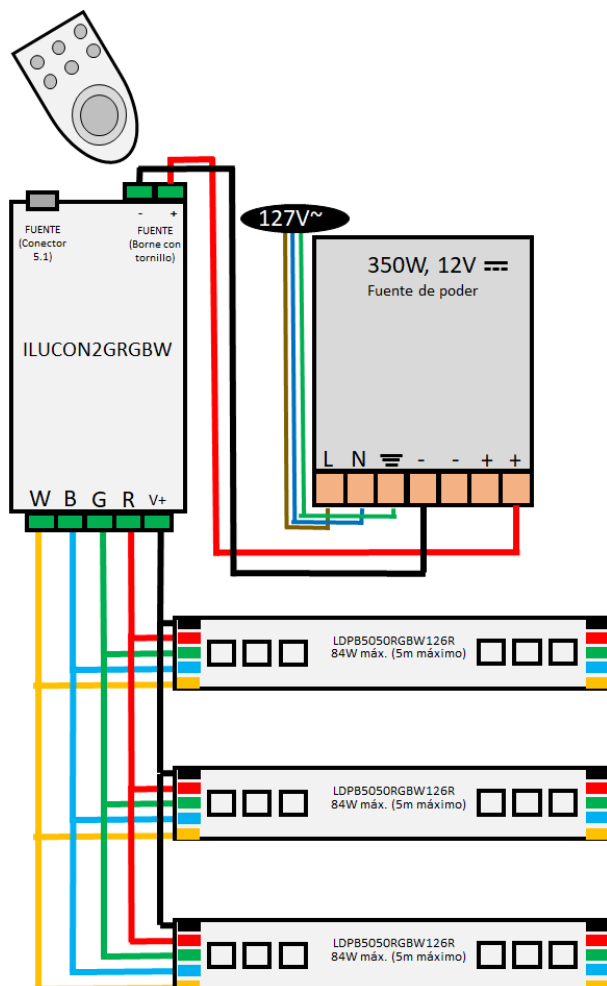 127V~
- +
FUENTE
(Conector
5.1)
FUENTE
(Borne con
tornillo)
350W, 12V
Fuente de poder
ILUCON2GRGBW
L N - - + +
W B G R V+
LDPB5050RGBW126R
84W máx. (5m máximo)
LDPB5050RGBW126R
84W máx. (5m máximo)
LDPB5050RGBW126R
84W máx. (5m máximo)